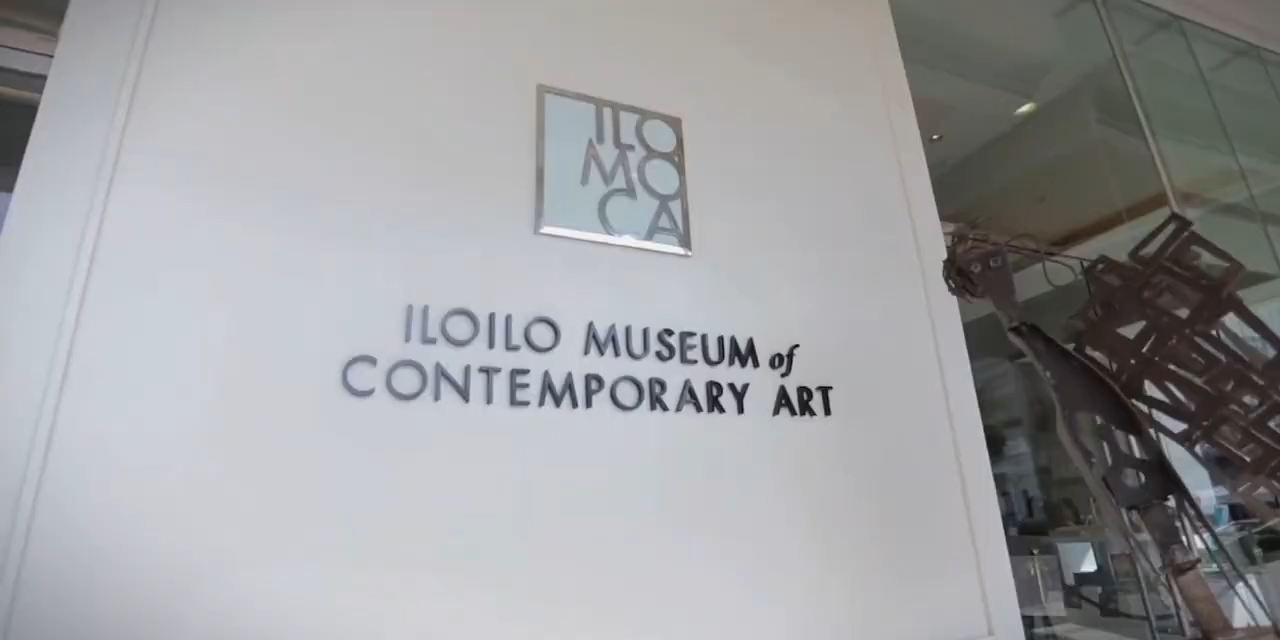 ILO
MO
CA
ILOILO MUSEUM of
CONTEMPORARY ART